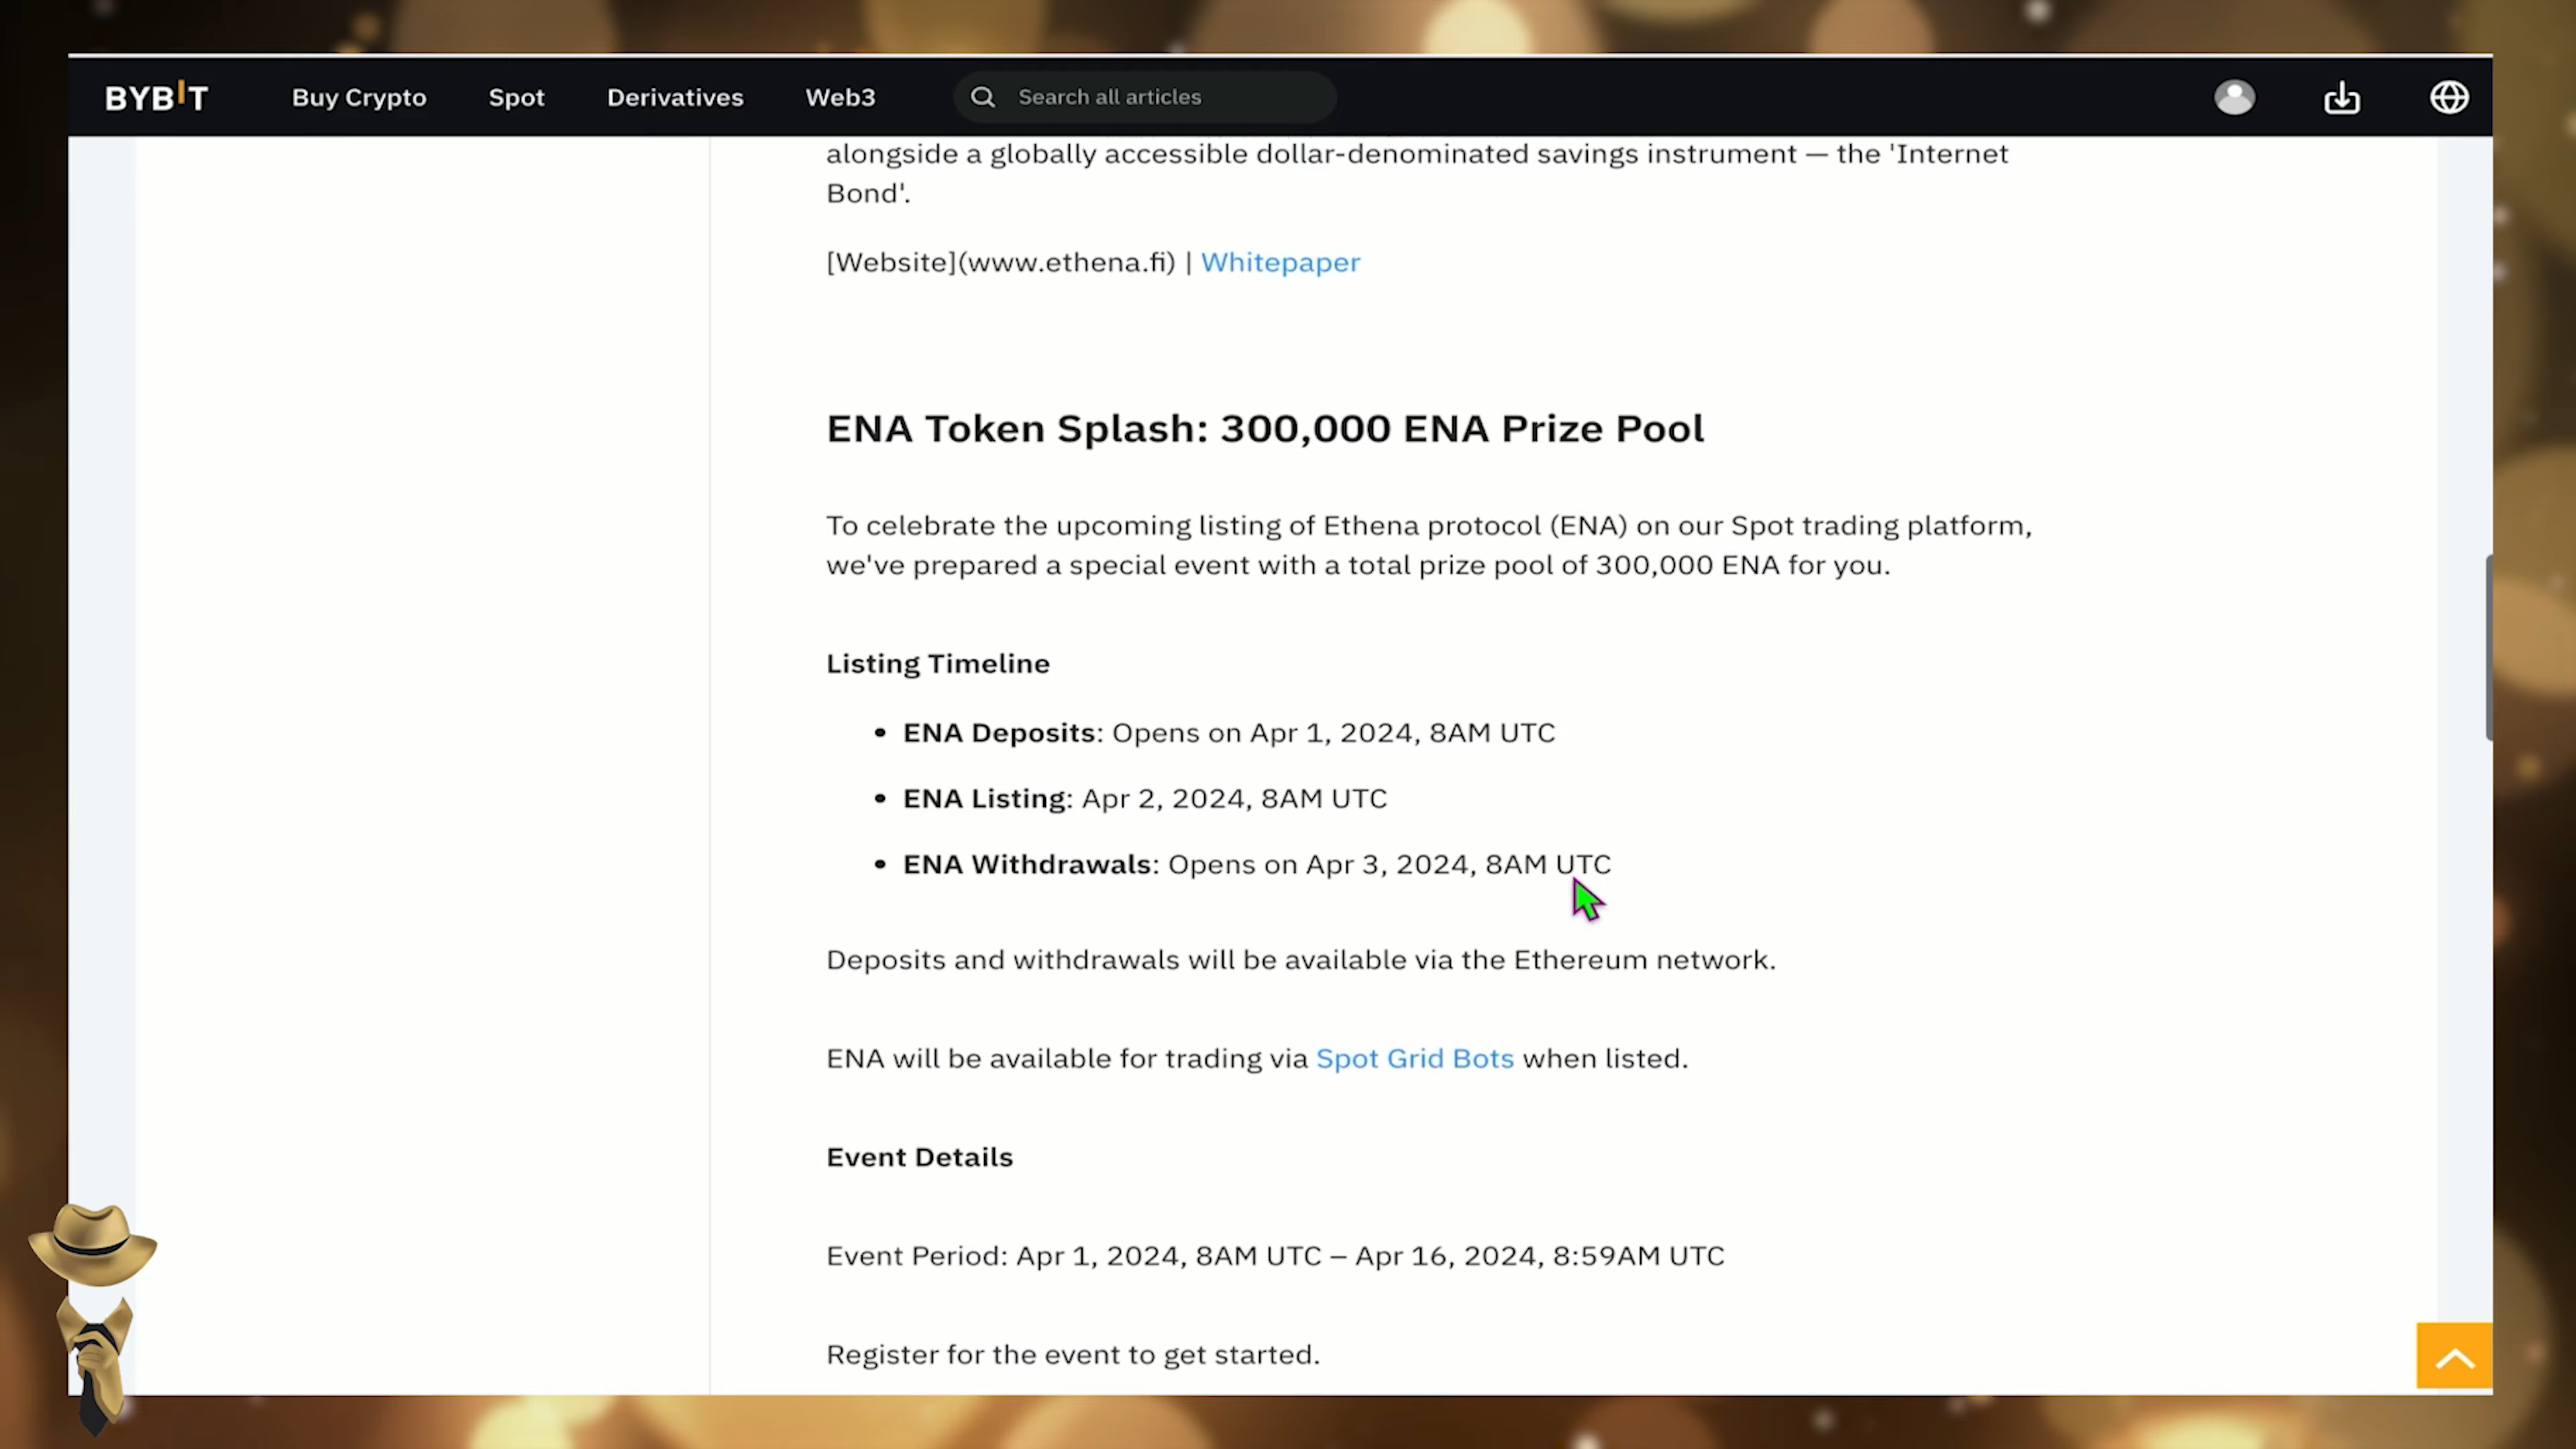 BYBIT
Buy Crypto
Spot
Derivatives
Web3
Search all articles
alongside a globally accessible dollar-denominated savings instrument — the 'Internet
Bond'.
[Website](www.ethena.fi) | Whitepaper
ENA Token Splash: 300,000 ENA Prize Pool
To celebrate the upcoming listing of Ethena protocol (ENA) on our Spot trading platform,
we've prepared a special event with a total prize pool of 300,000 ENA for you.
Listing Timeline
• ENA Deposits: Opens on Apr 1, 2024, 8AM UTC
• ENA Listing: Apr 2, 2024, 8AM UTC
• ENA Withdrawals: Opens on Apr 3, 2024, 8AM UTC
Deposits and withdrawals will be available via the Ethereum network.
ENA will be available for trading via Spot Grid Bots when listed.
Event Details
Event Period: Apr 1, 2024, 8AM UTC – Apr 16, 2024, 8:59AM UTC
Register for the event to get started.